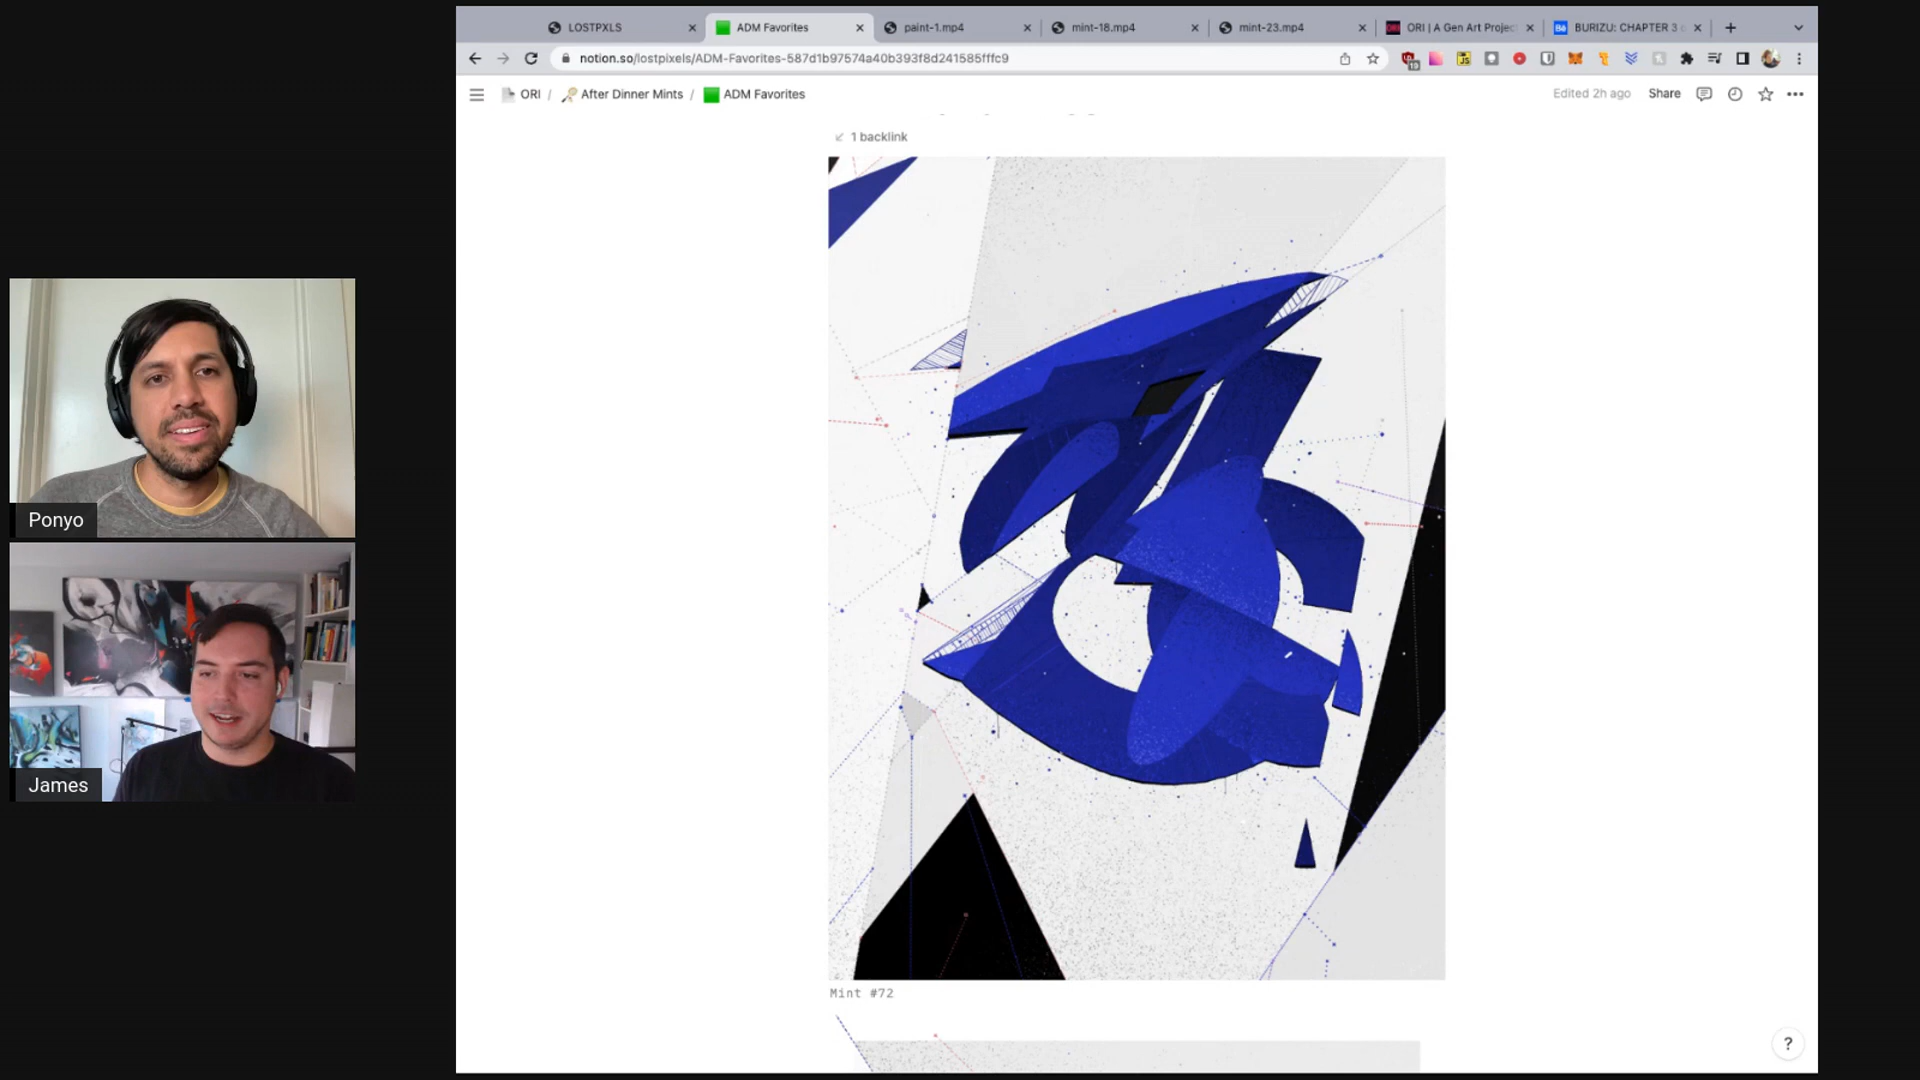 LOSTPXLS
ADM Favorites
paint-1.mp4
mint-18.mp4
mint-23.mp4
ORI | A Gen Art Projec
BURIZU: CHAPTER 3
notion.so/lostpixels/ADM-Favorites-587d1b97574a40b393f8d241585fffc9
ORI / After Dinner Mints / ADM Favorites
Edited 2h ago
Share
1 backlink
Ponyo
James
Mint #72
?